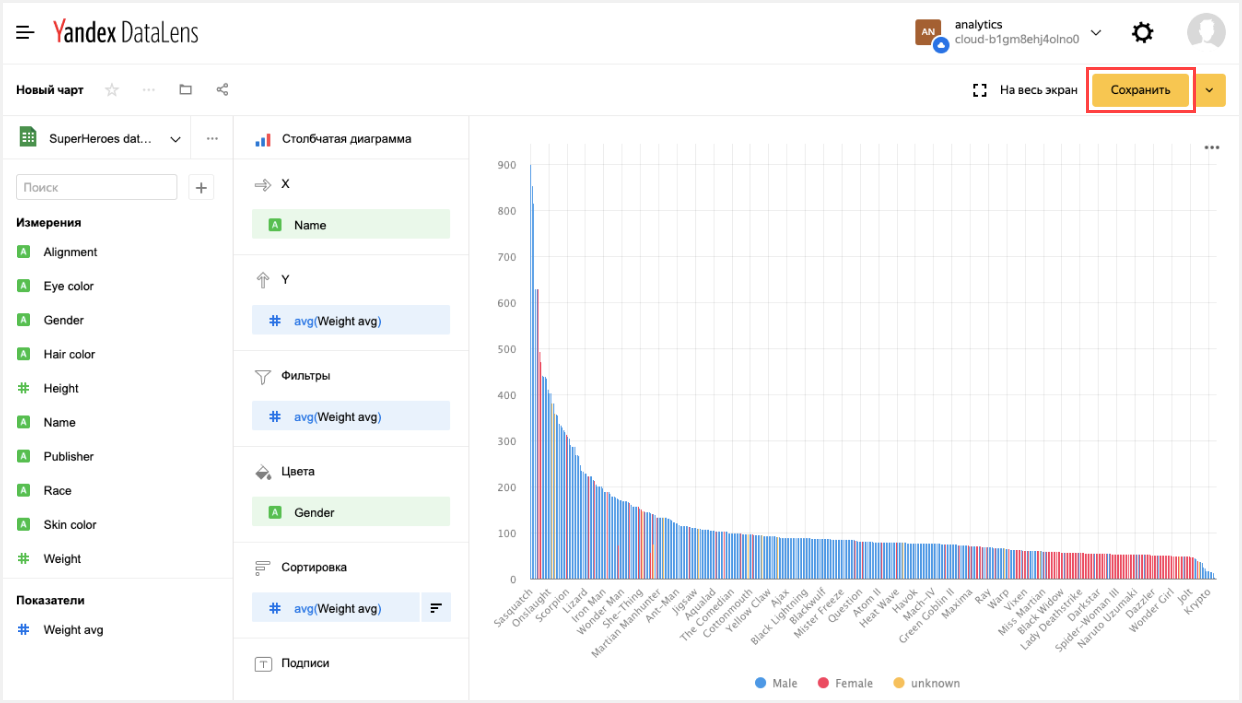 Yandex DataLens
AN
analytics
cloud-b1gm8ehj4olno0
Новый чарт
На весь экран
Сохранить
SuperHeroes dat...
Поиск
Измерения
Alignment
Eye color
Gender
Hair color
Height
Name
Publisher
Race
Skin color
Weight
Показатели
Weight avg
Столбчатая диаграмма
X
Name
Y
avg(Weight avg)
Фильтры
avg(Weight avg)
Цвета
Gender
Сортировка
avg(Weight avg)
Подписи
900
800
700
600
500
400
300
200
100
0
Sasquatch
Onslaught
Scorpion
Lizard
Iron Man
Wonder Man
She-Thing
Martian Manhunter
Ant-Man
Jigsaw
Aqualad
The Comedian
Cottonmouth
Yellow Claw
Ajax
Black Lightning
Blackwulf
Mister Freeze
Question
Atom II
Heat Wave
Havok
Mach-IV
Green Goblin II
Maxima
Ray
Warp
Vixen
Miss Martian
Black Widow
Lady Deathstrike
Darkstar
Spider-Woman III
Naruto Uzumaki
Dazzler
Wonder Girl
Jolt
Krypto
Male
Female
unknown